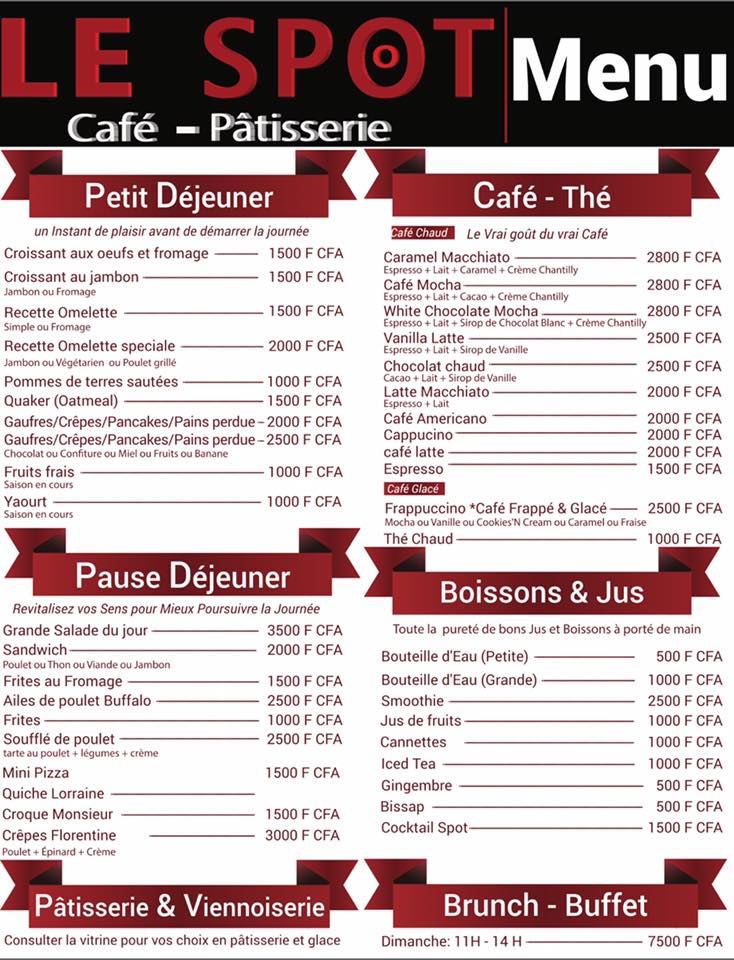 LE SPOT
Café - Pâtisserie
Menu
Petit Déjeuner
un Instant de plaisir avant de démarrer la journée
Croissant aux oeufs et fromage 1500 F CFA
Croissant au jambon 1500 F CFA
Jambon ou Fromage
Recette Omelette 1500 F CFA
Simple ou Fromage
Recette Omelette speciale 2000 F CFA
Jambon ou Végétarien ou Poulet grillé
Pommes de terres sautées 1000 F CFA
Quaker (Oatmeal) 1500 F CFA
Gaufres/Crêpes/Pancakes/Pains perdue 2000 F CFA
Gaufres/Crêpes/Pancakes/Pains perdue 2500 F CFA
Chocolat ou Confiture ou Miel ou Fruits ou Banane
Fruits frais 1000 F CFA
Saison en cours
Yaourt 1000 F CFA
Saison en cours
Pause Déjeuner
Revitalisez vos Sens pour Mieux Poursuivre la Journée
Grande Salade du jour 3500 F CFA
Sandwich 2000 F CFA
Poulet ou Thon ou Viande ou Jambon
Frites au Fromage 1500 F CFA
Ailes de poulet Buffalo 2500 F CFA
Frites 1000 F CFA
Soufflé de poulet 2500 F CFA
tarte au poulet + légumes + crème
Mini Pizza 1500 F CFA
Quiche Lorraine
Croque Monsieur 1500 F CFA
Crêpes Florentine 3000 F CFA
Poulet + Épinard + Crème
Pâtisserie & Viennoiserie
Consulter la vitrine pour vos choix en pâtisserie et glace
Café - Thé
Café Chaud Le Vrai goût du vrai Café
Caramel Macchiato 2800 F CFA
Espresso + Lait + Caramel + Crème Chantilly
Café Mocha 2800 F CFA
Espresso + Lait + Cacao + Crème Chantilly
White Chocolate Mocha 2800 F CFA
Espresso + Lait + Sirop de Chocolat Blanc + Crème Chantilly
Vanilla Latte 2500 F CFA
Espresso + Lait + Sirop de Vanille
Chocolat chaud 2500 F CFA
Cacao + Lait + Sirop de Vanille
Latte Macchiato 2000 F CFA
Espresso + Lait
Café Americano 2000 F CFA
Cappucino 2000 F CFA
café latte 2000 F CFA
Espresso 1500 F CFA
Café Glacé
Frappuccino *Café Frappé & Glacé 2500 F CFA
Mocha ou Vanille ou Cookies'N Cream ou Caramel ou Fraise
Thé Chaud 1000 F CFA
Boissons & Jus
Toute la pureté de bons Jus et Boissons à porté de main
Bouteille d'Eau (Petite) 500 F CFA
Bouteille d'Eau (Grande) 1000 F CFA
Smoothie 2500 F CFA
Jus de fruits 1000 F CFA
Cannettes 1000 F CFA
Iced Tea 1000 F CFA
Gingembre 500 F CFA
Bissap 500 F CFA
Cocktail Spot 1500 F CFA
Brunch - Buffet
Dimanche: 11H - 14 H 7500 F CFA